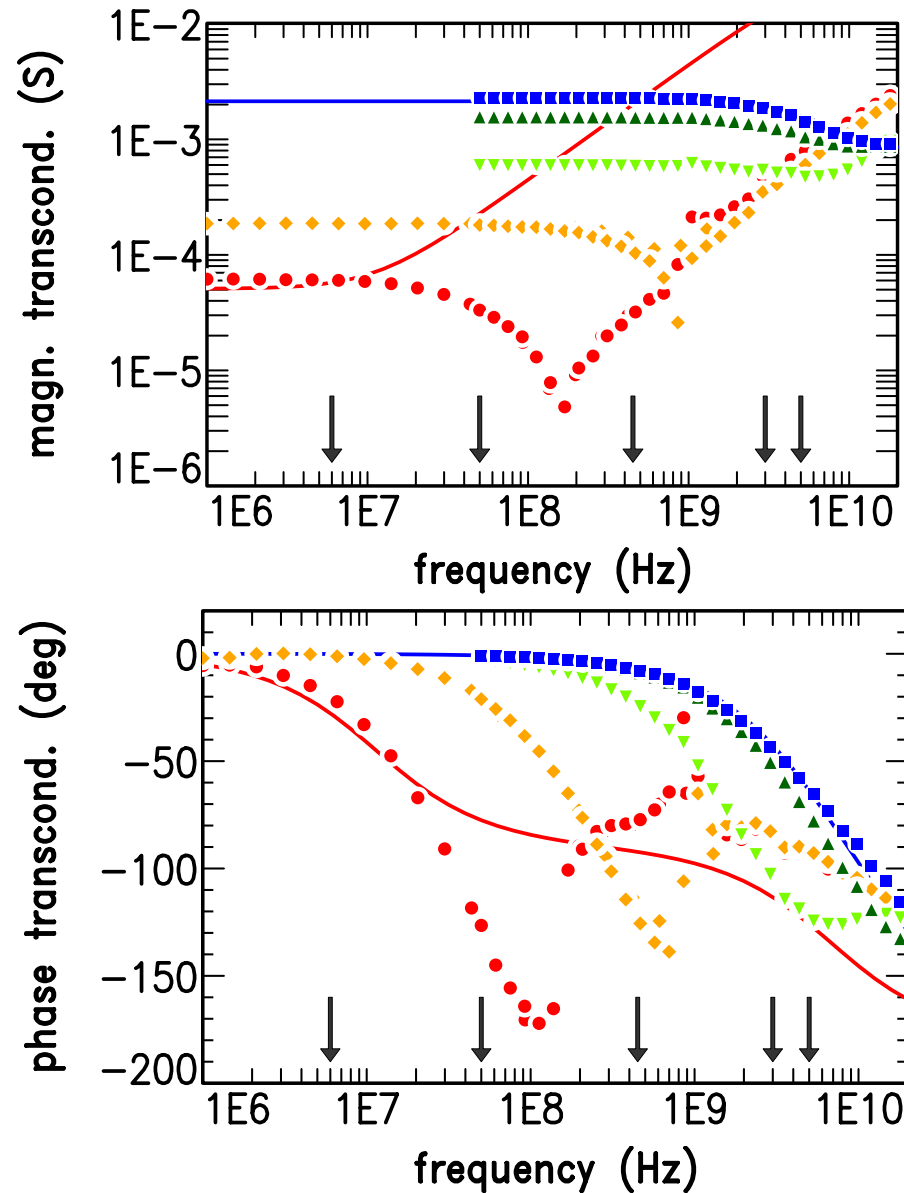 1E-2
1E-3
1E-4
1E-5
1E-6
magn. transcond. (S)
1E6 1E7 1E8 1E9 1E10
frequency (Hz)
0
-50
-100
-150
-200
phase transcond. (deg)
1E6 1E7 1E8 1E9 1E10
frequency (Hz)